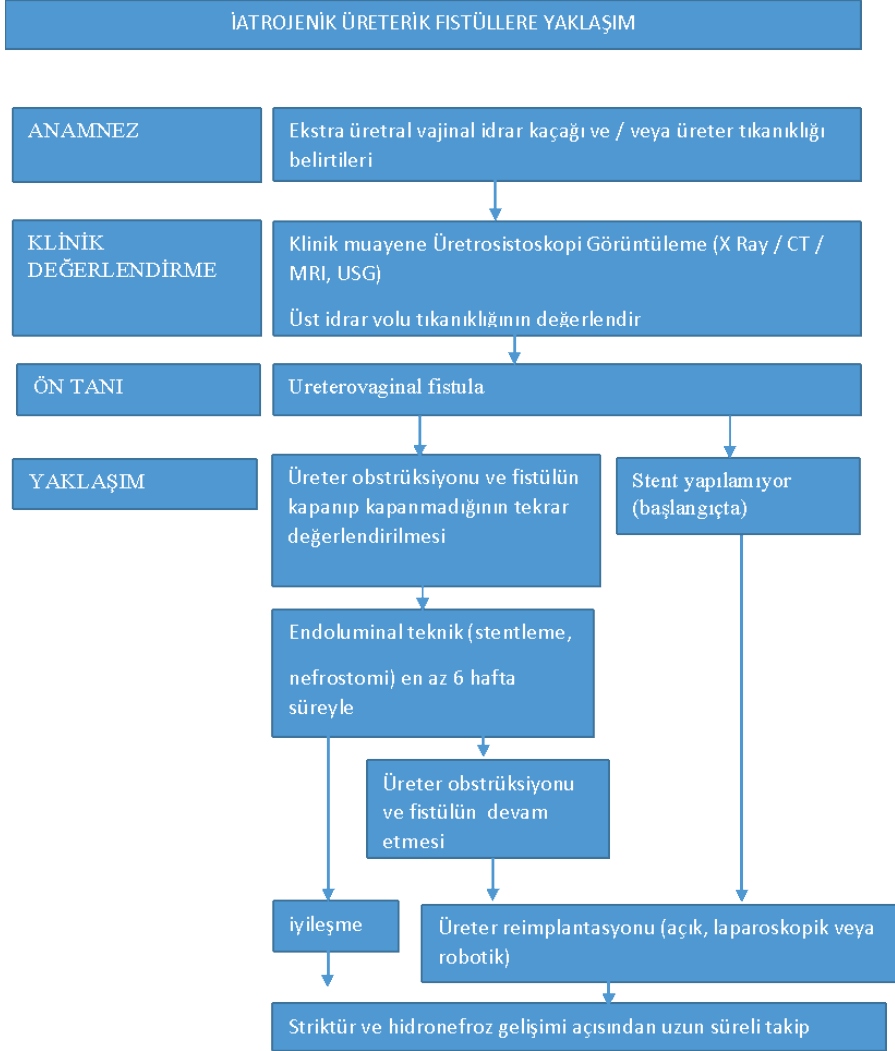 İATROJENİK ÜRETERİK FISTÜLLERE YAKLAŞIM
ANAMNEZ
Ekstra üretral vajinal idrar kaçağı ve / veya üreter tıkanıklığı
belirtileri
KLİNİK
DEĞERLENDİRME
Klinik muayene Üretrosistoskopi Görüntüleme (X Ray / CT /
MRI, USG)
Üst idrar yolu tıkanıklığının değerlendir
ÖN TANI
Ureterovaginal fistula
YAKLAŞIM
Üreter obstrüksiyonu ve fistülün
kapanıp kapanmadığının tekrar
değerlendirilmesi
Stent yapılamıyor
(başlangıçta)
Endoluminal teknik (stentleme,
nefrostomi) en az 6 hafta
süreyle
Üreter obstrüksiyonu
ve fistülün devam
etmesi
iyileşme
Üreter reimplantasyonu (açık, laparoskopik veya
robotik)
Striktür ve hidronefroz gelişimi açısından uzun süreli takip